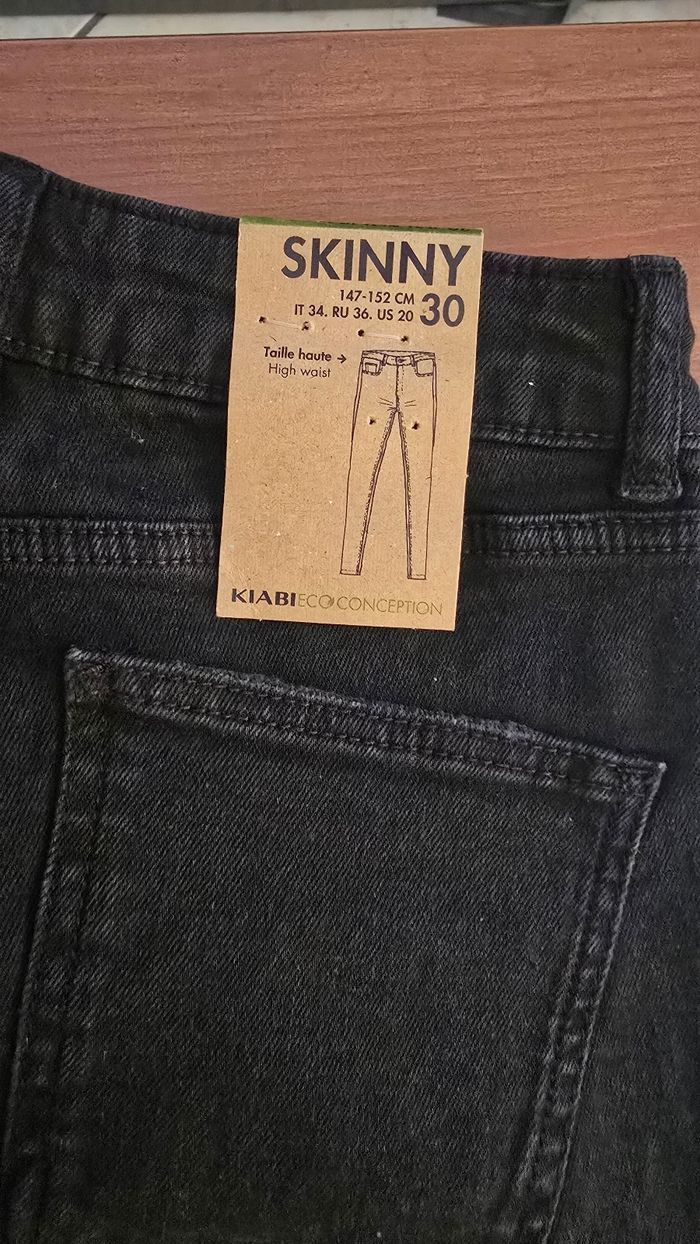 SKINNY
147-152 CM
IT 34. RU 36. US 20 30
Taille haute →
High waist
KIABI ECO CONCEPTION